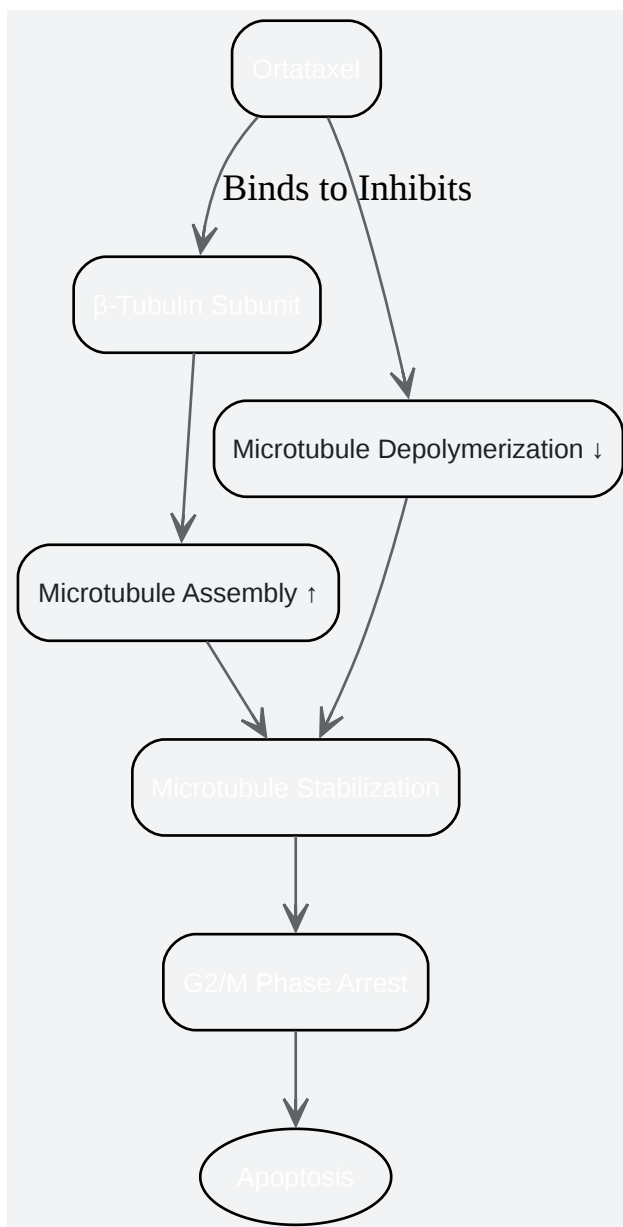 Ortataxel
Binds to Inhibits
β-Tubulin Subunit
Microtubule Depolymerization ↓
Microtubule Assembly ↑
Microtubule Stabilization
G2/M Phase Arrest
Apoptosis